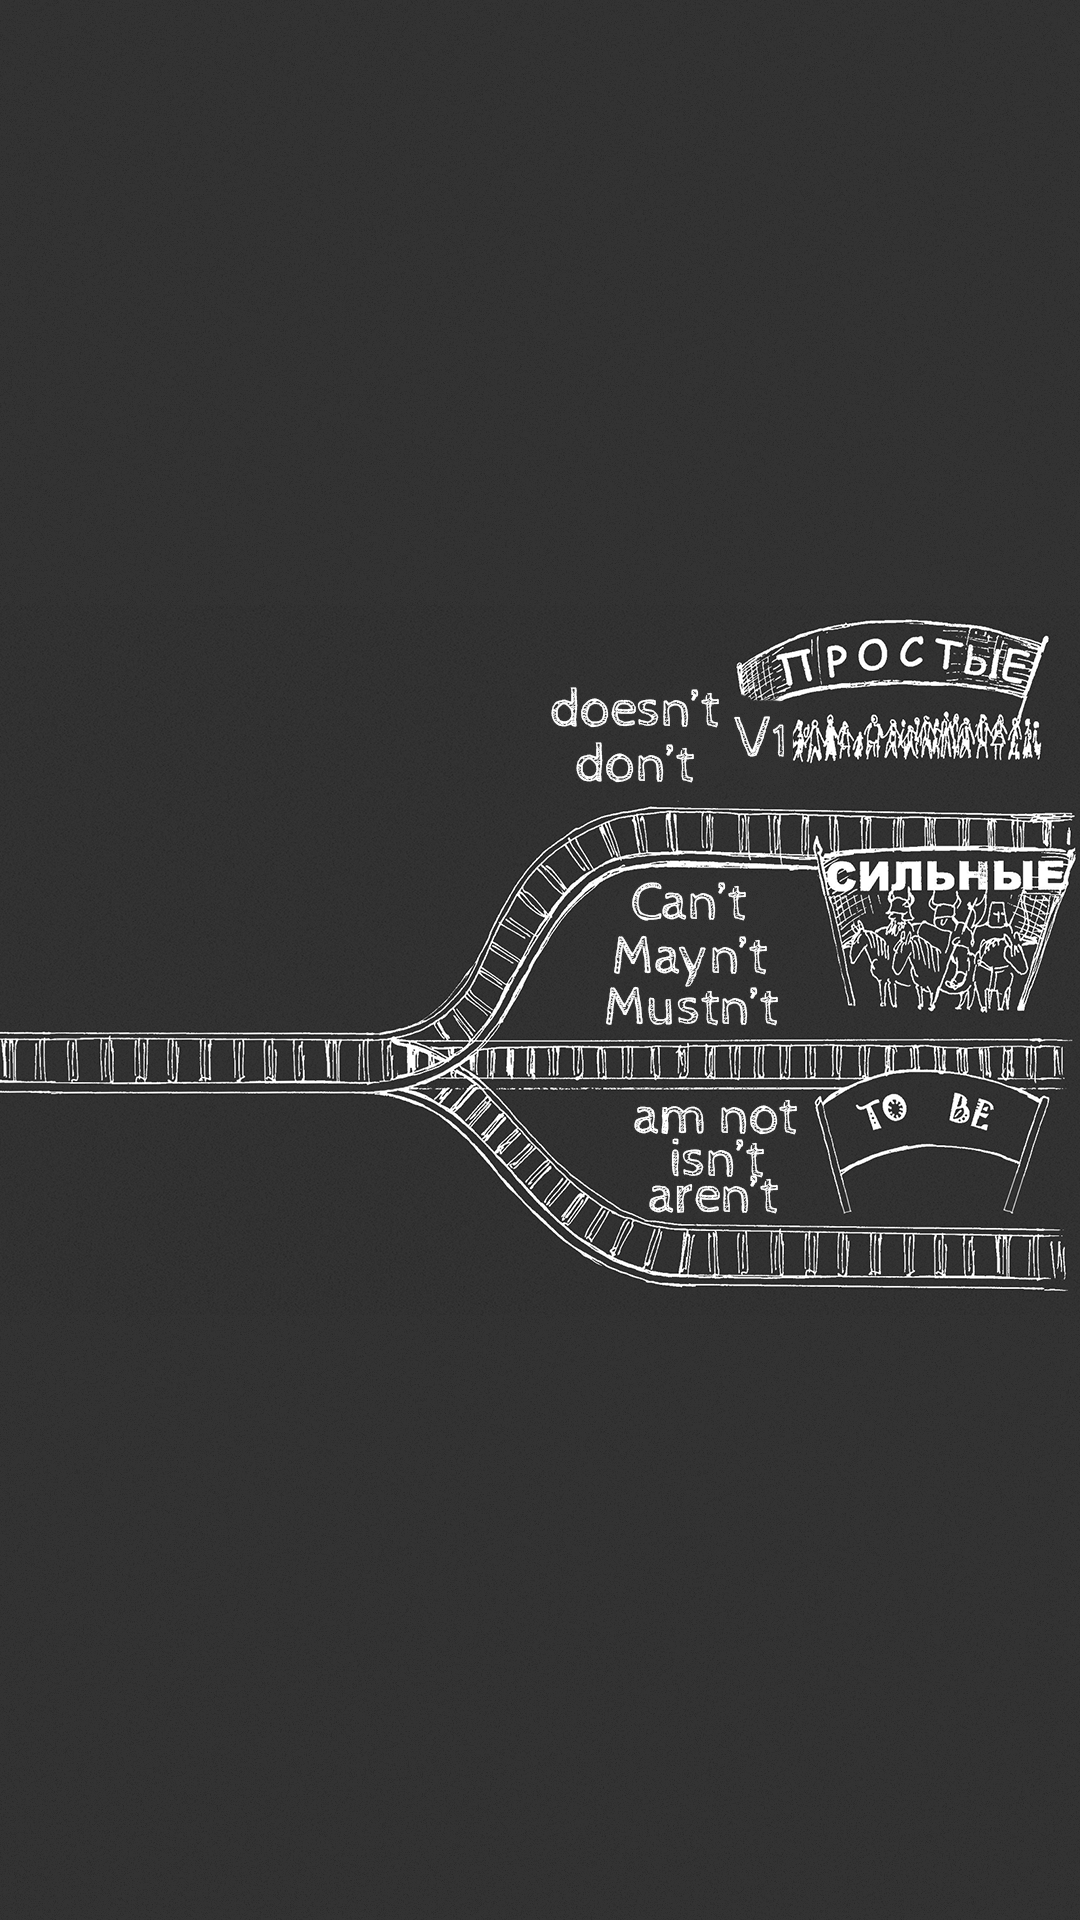 ПРОСТЫЕ
doesn't
V1
don't
СИЛЬНЫЕ
Can't
Mayn't
Mustn't
TO BE
am not
isn't
aren't